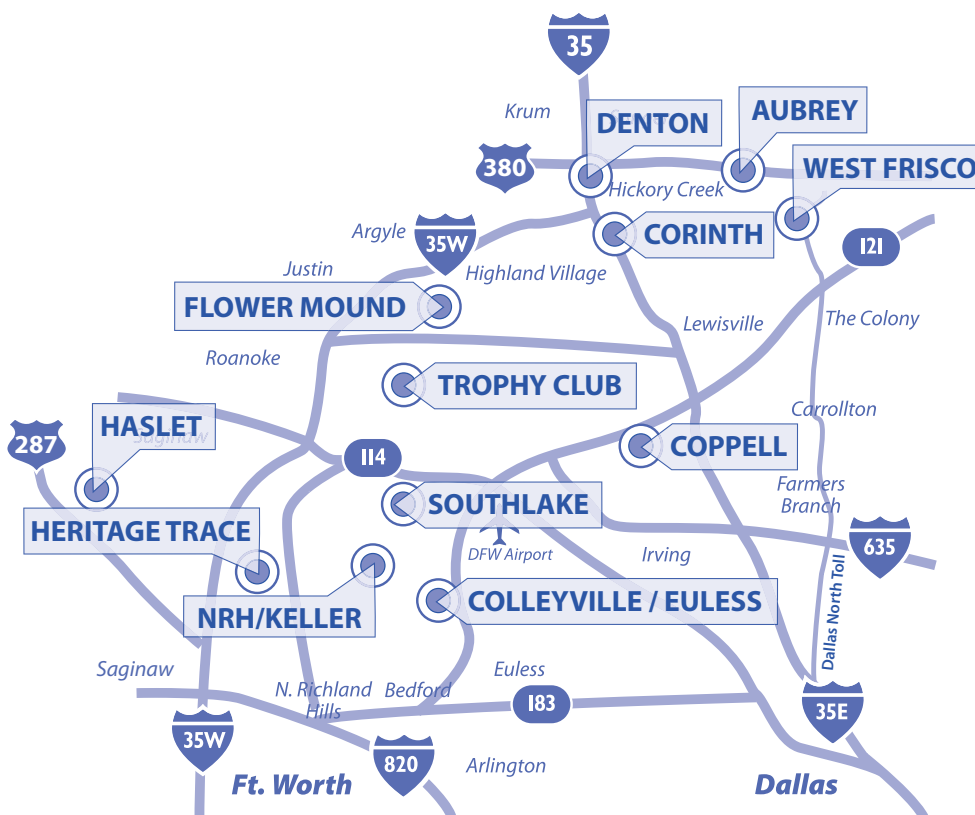 35
Krum
DENTON
AUBREY
380
WEST FRISCO
Hickory Creek
Argyle
35W
CORINTH
121
Justin
Highland Village
FLOWER MOUND
Lewisville
The Colony
Roanoke
TROPHY CLUB
HASLET
Saginaw
Carrollton
287
114
COPPELL
SOUTHLAKE
Farmers
Branch
HERITAGE TRACE
DFW Airport
Irving
635
NRH/KELLER
COLLEYVILLE / EULESS
Dallas North Toll
Saginaw
Euless
N. Richland
Hills
Bedford
183
35W
35E
820
Arlington
Ft. Worth
Dallas